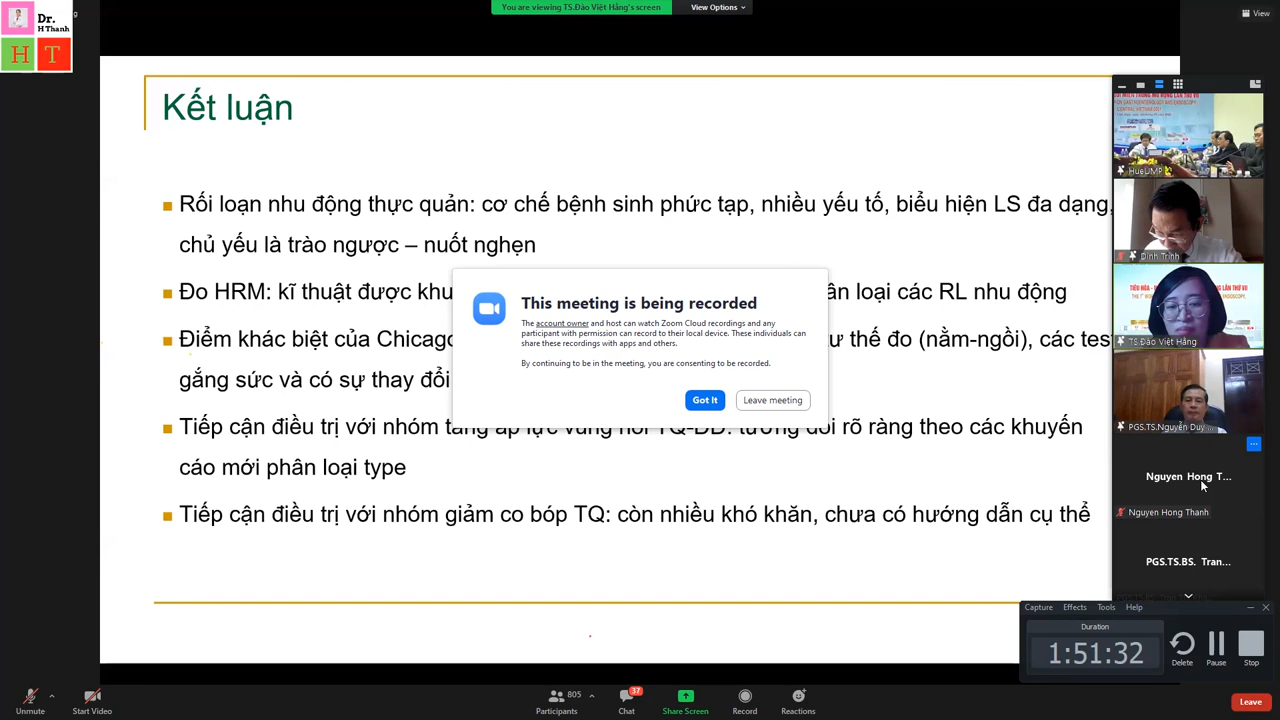 Dr.
H Thanh
H T
You are viewing TS.Đào Việt Hằng's screen
View Options
View
Kết luận
Rối loạn nhu động thực quản: cơ chế bệnh sinh phức tạp, nhiều yếu tố, biểu hiện LS đa dạng,
chủ yếu là trào ngược – nuốt nghẹn
Đo HRM: kĩ thuật được
ân loại các RL nhu động
Điểm khác biệt của Chicago
ư thế đo (nằm-ngồi), các tes
gắng sức và có sự thay đổi
Tiếp cận điều trị với nhóm tăng áp lực vùng nối TQ-DD: tương đối rõ ràng theo các khuyến
cáo mới phân loại type
Tiếp cận điều trị với nhóm giảm co bóp TQ: còn nhiều khó khăn, chưa có hướng dẫn cụ thể
This meeting is being recorded
The account owner and host can watch Zoom Cloud recordings and any
participant with permission can record to their local device. These individuals can
share these recordings with apps and others.
By continuing to be in the meeting, you are consenting to be recorded.
Got It
Leave meeting
HueUMP
Dinh Trinh
TS.Đào Việt Hằng
PGS.TS.Nguyễn Duy ...
Nguyen Hong T...
Nguyen Hong Thanh
PGS.TS.BS. Tran...
Capture Effects Tools Help
Duration
1:51:32
Delete
Pause
Stop
Unmute
Start Video
805
Participants
37
Chat
Share Screen
Record
Reactions
Leave